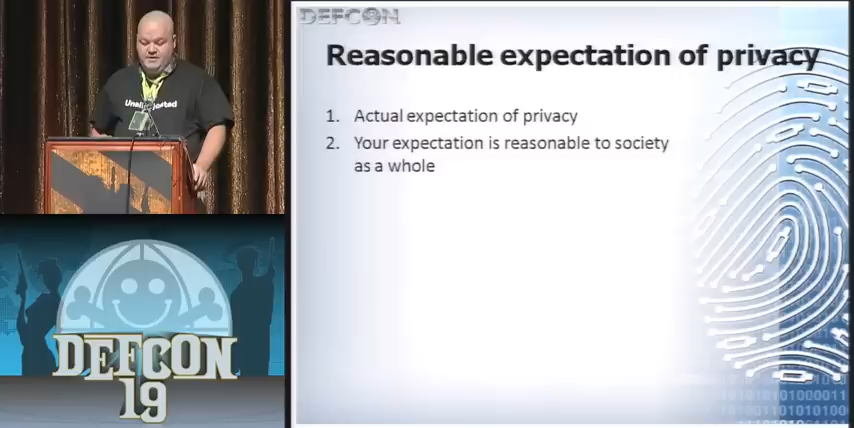 DEFCON
Reasonable expectation of privacy
1. Actual expectation of privacy
2. Your expectation is reasonable to society
as a whole
DEFCON
19